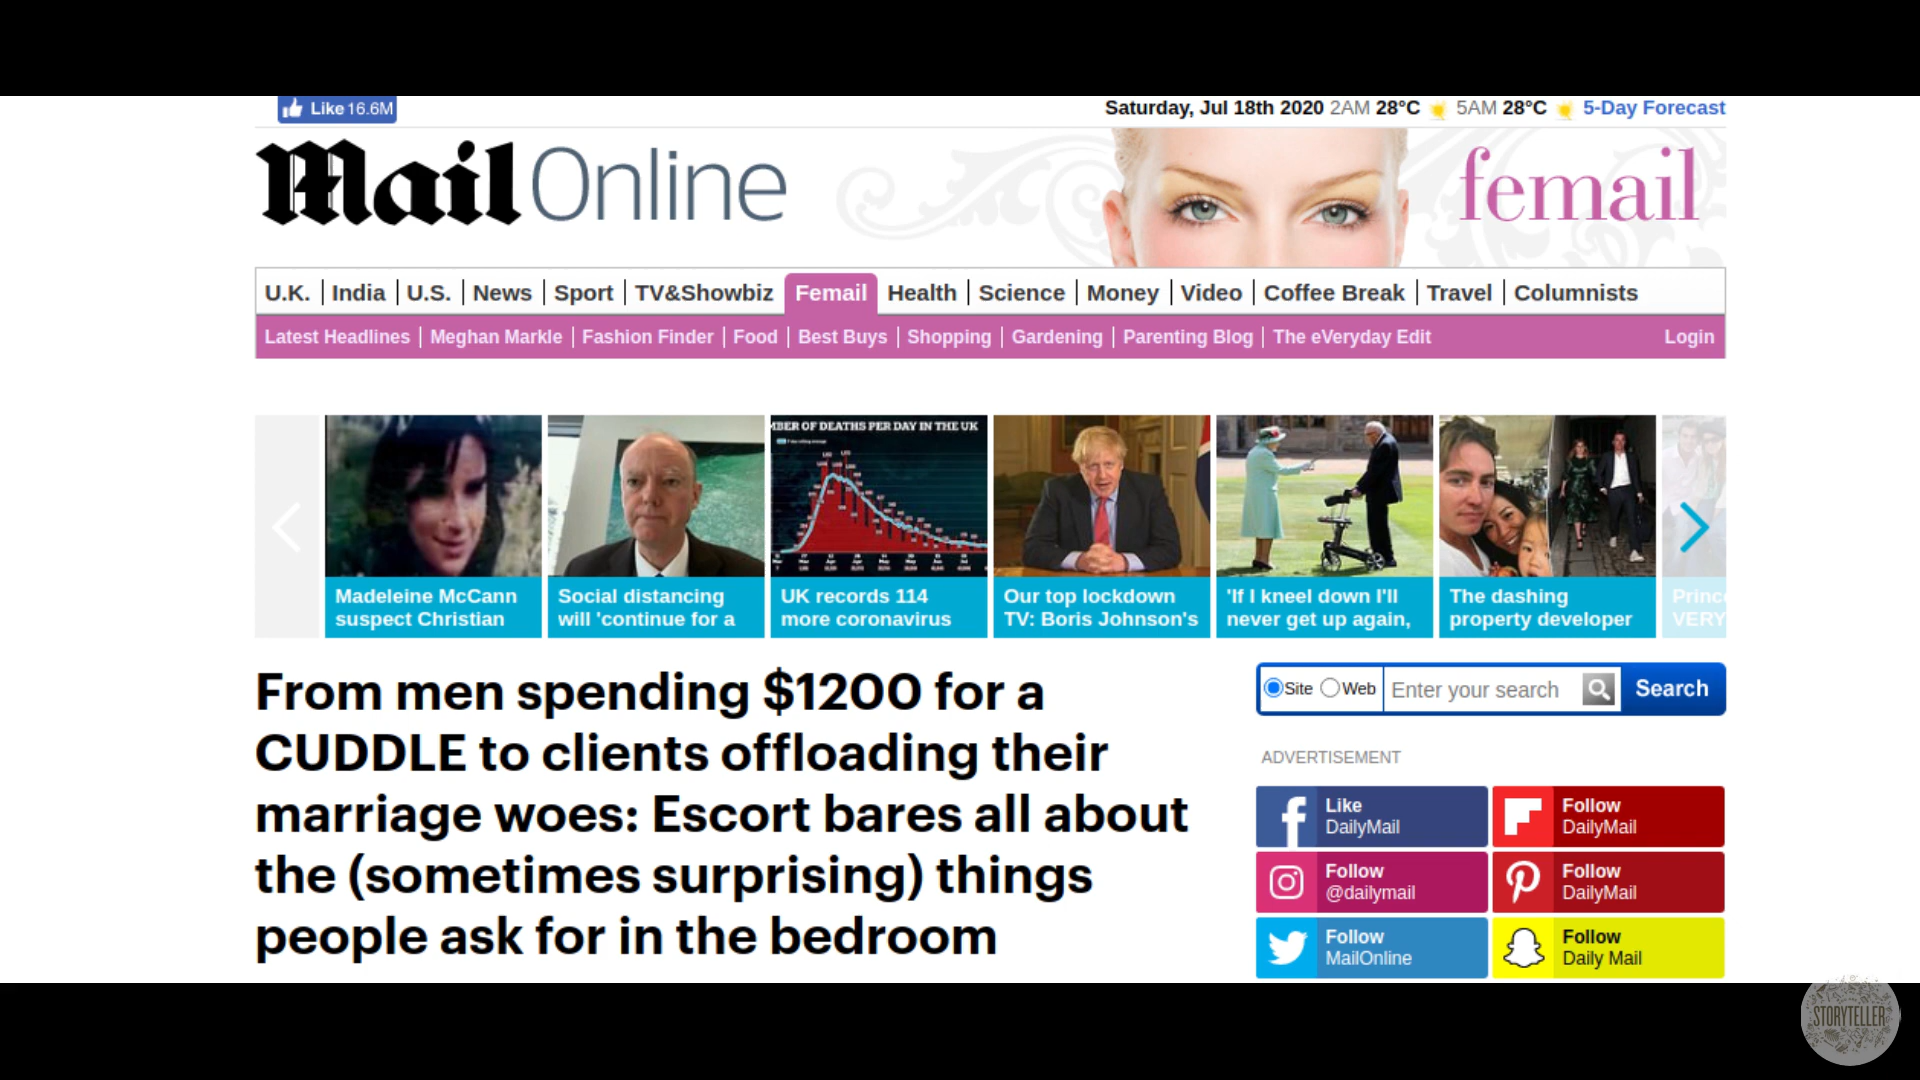 Like 16.6M
Saturday, Jul 18th 2020 2AM 28°C 5AM 28°C 5-Day Forecast
Mail Online
femail
U.K. India U.S. News Sport TV&Showbiz Femail Health Science Money Video Coffee Break Travel Columnists
Latest Headlines Meghan Markle Fashion Finder Food Best Buys Shopping Gardening Parenting Blog The eVeryday Edit Login
MBER OF DEATHS PER DAY IN THE UK
Madeleine McCann
suspect Christian
Social distancing
will 'continue for a
UK records 114
more coronavirus
Our top lockdown
TV: Boris Johnson's
'If I kneel down I'll
never get up again,
The dashing
property developer
Princ
VERY
From men spending $1200 for a
CUDDLE to clients offloading their
marriage woes: Escort bares all about
the (sometimes surprising) things
people ask for in the bedroom
Site Web Enter your search Search
ADVERTISEMENT
Like
DailyMail
Follow
DailyMail
Follow
@dailymail
Follow
DailyMail
Follow
MailOnline
Follow
Daily Mail
STORYTELLER